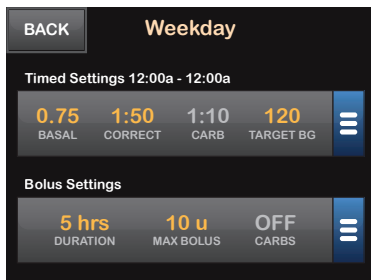 BACK
Weekday
Timed Settings 12:00a - 12:00a
0.75 1:50 1:10 120
BASAL CORRECT CARB TARGET BG
Bolus Settings
5 hrs 10 u OFF
DURATION MAX BOLUS CARBS